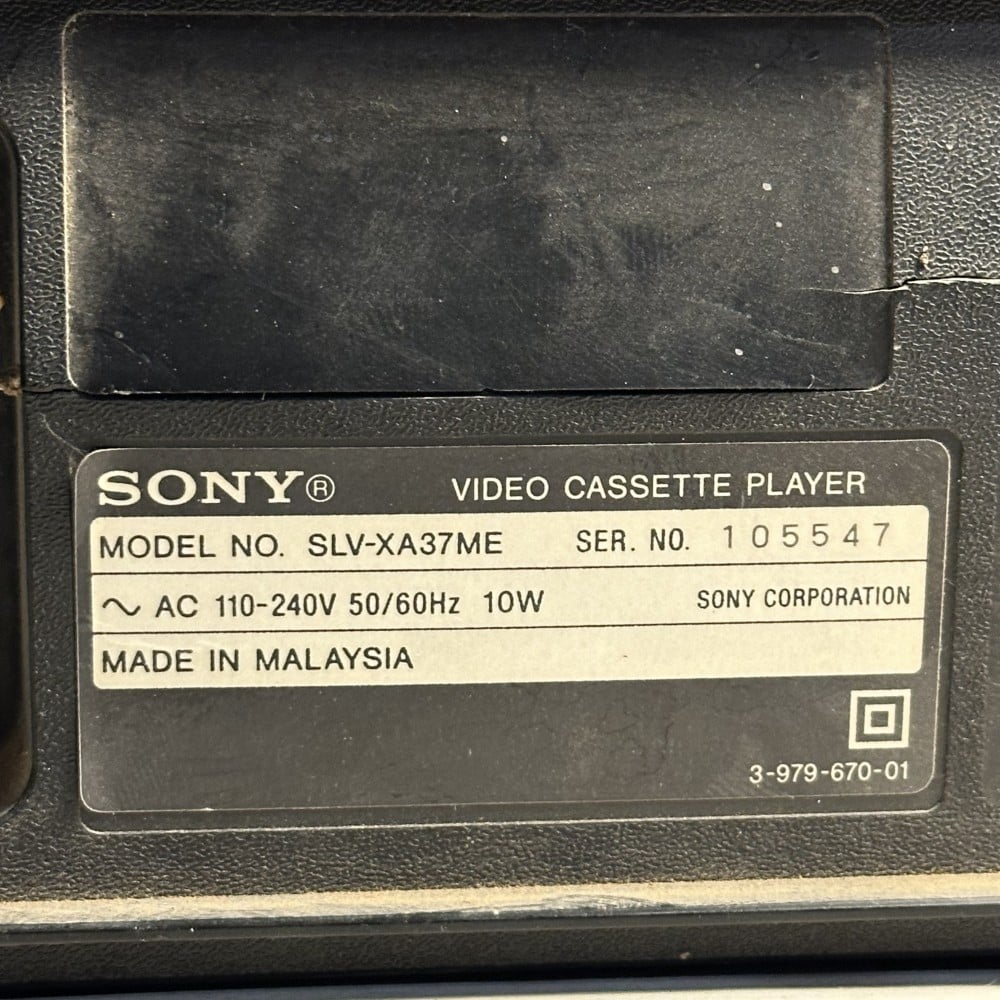 SONY® VIDEO CASSETTE PLAYER
MODEL NO. SLV-XA37ME SER. NO. 105547
~ AC 110-240V 50/60Hz 10W SONY CORPORATION
MADE IN MALAYSIA
3-979-670-01